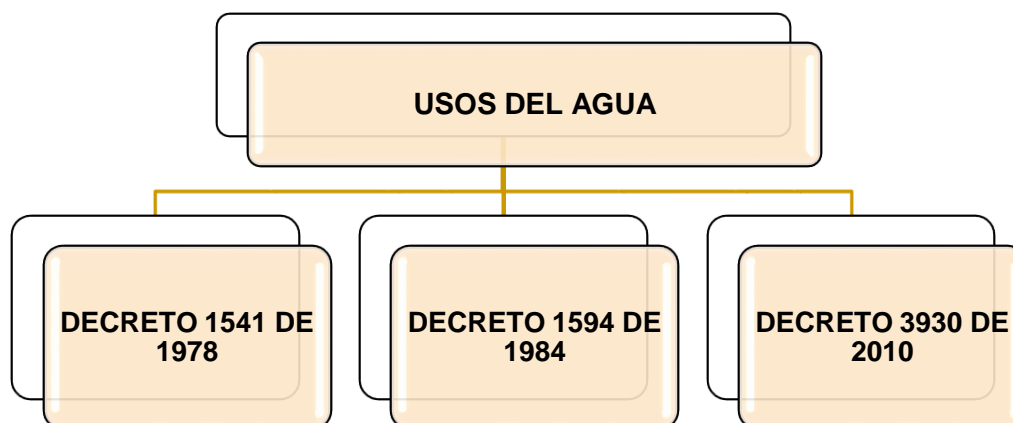 USOS DEL AGUA
DECRETO 1541 DE
1978
DECRETO 1594 DE
1984
DECRETO 3930 DE
2010